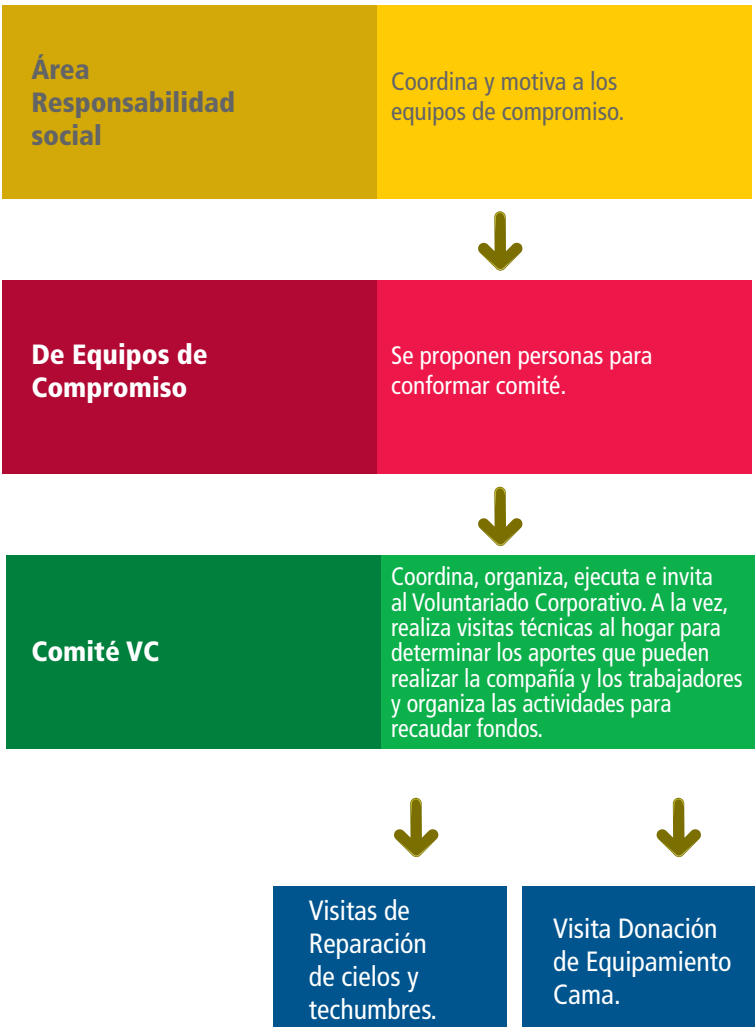 Área
Responsabilidad
social
Coordina y motiva a los
equipos de compromiso.
De Equipos de
Compromiso
Se proponen personas para
conformar comité.
Comité VC
Coordina, organiza, ejecuta e invita
al Voluntariado Corporativo. A la vez,
realiza visitas técnicas al hogar para
determinar los aportes que pueden
realizar la compañía y los trabajadores
y organiza las actividades para
recaudar fondos.
Visitas de
Reparación
de cielos y
techumbres.
Visita Donación
de Equipamiento
Cama.